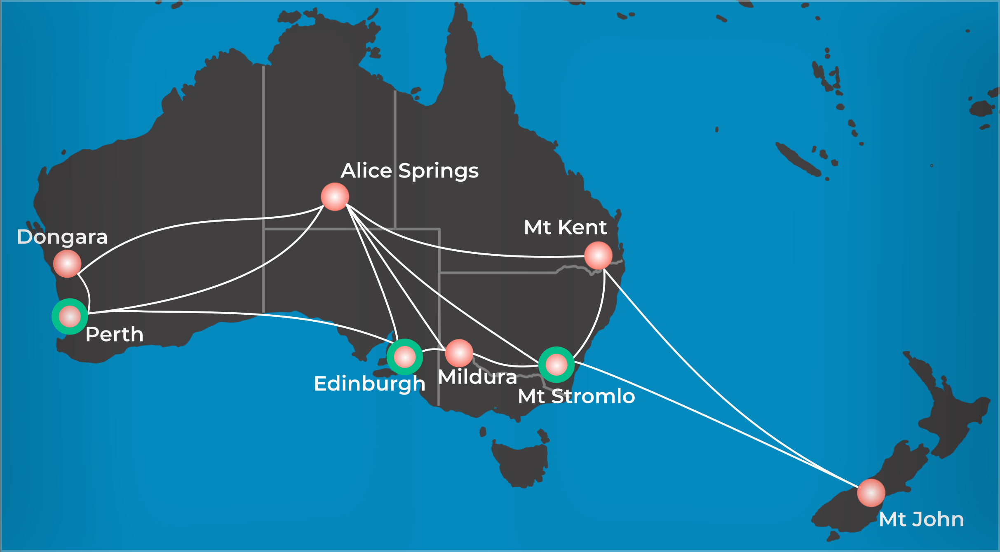 Alice Springs
Mt Kent
Dongara
Perth
Edinburgh
Mildura
Mt Stromlo
Mt John